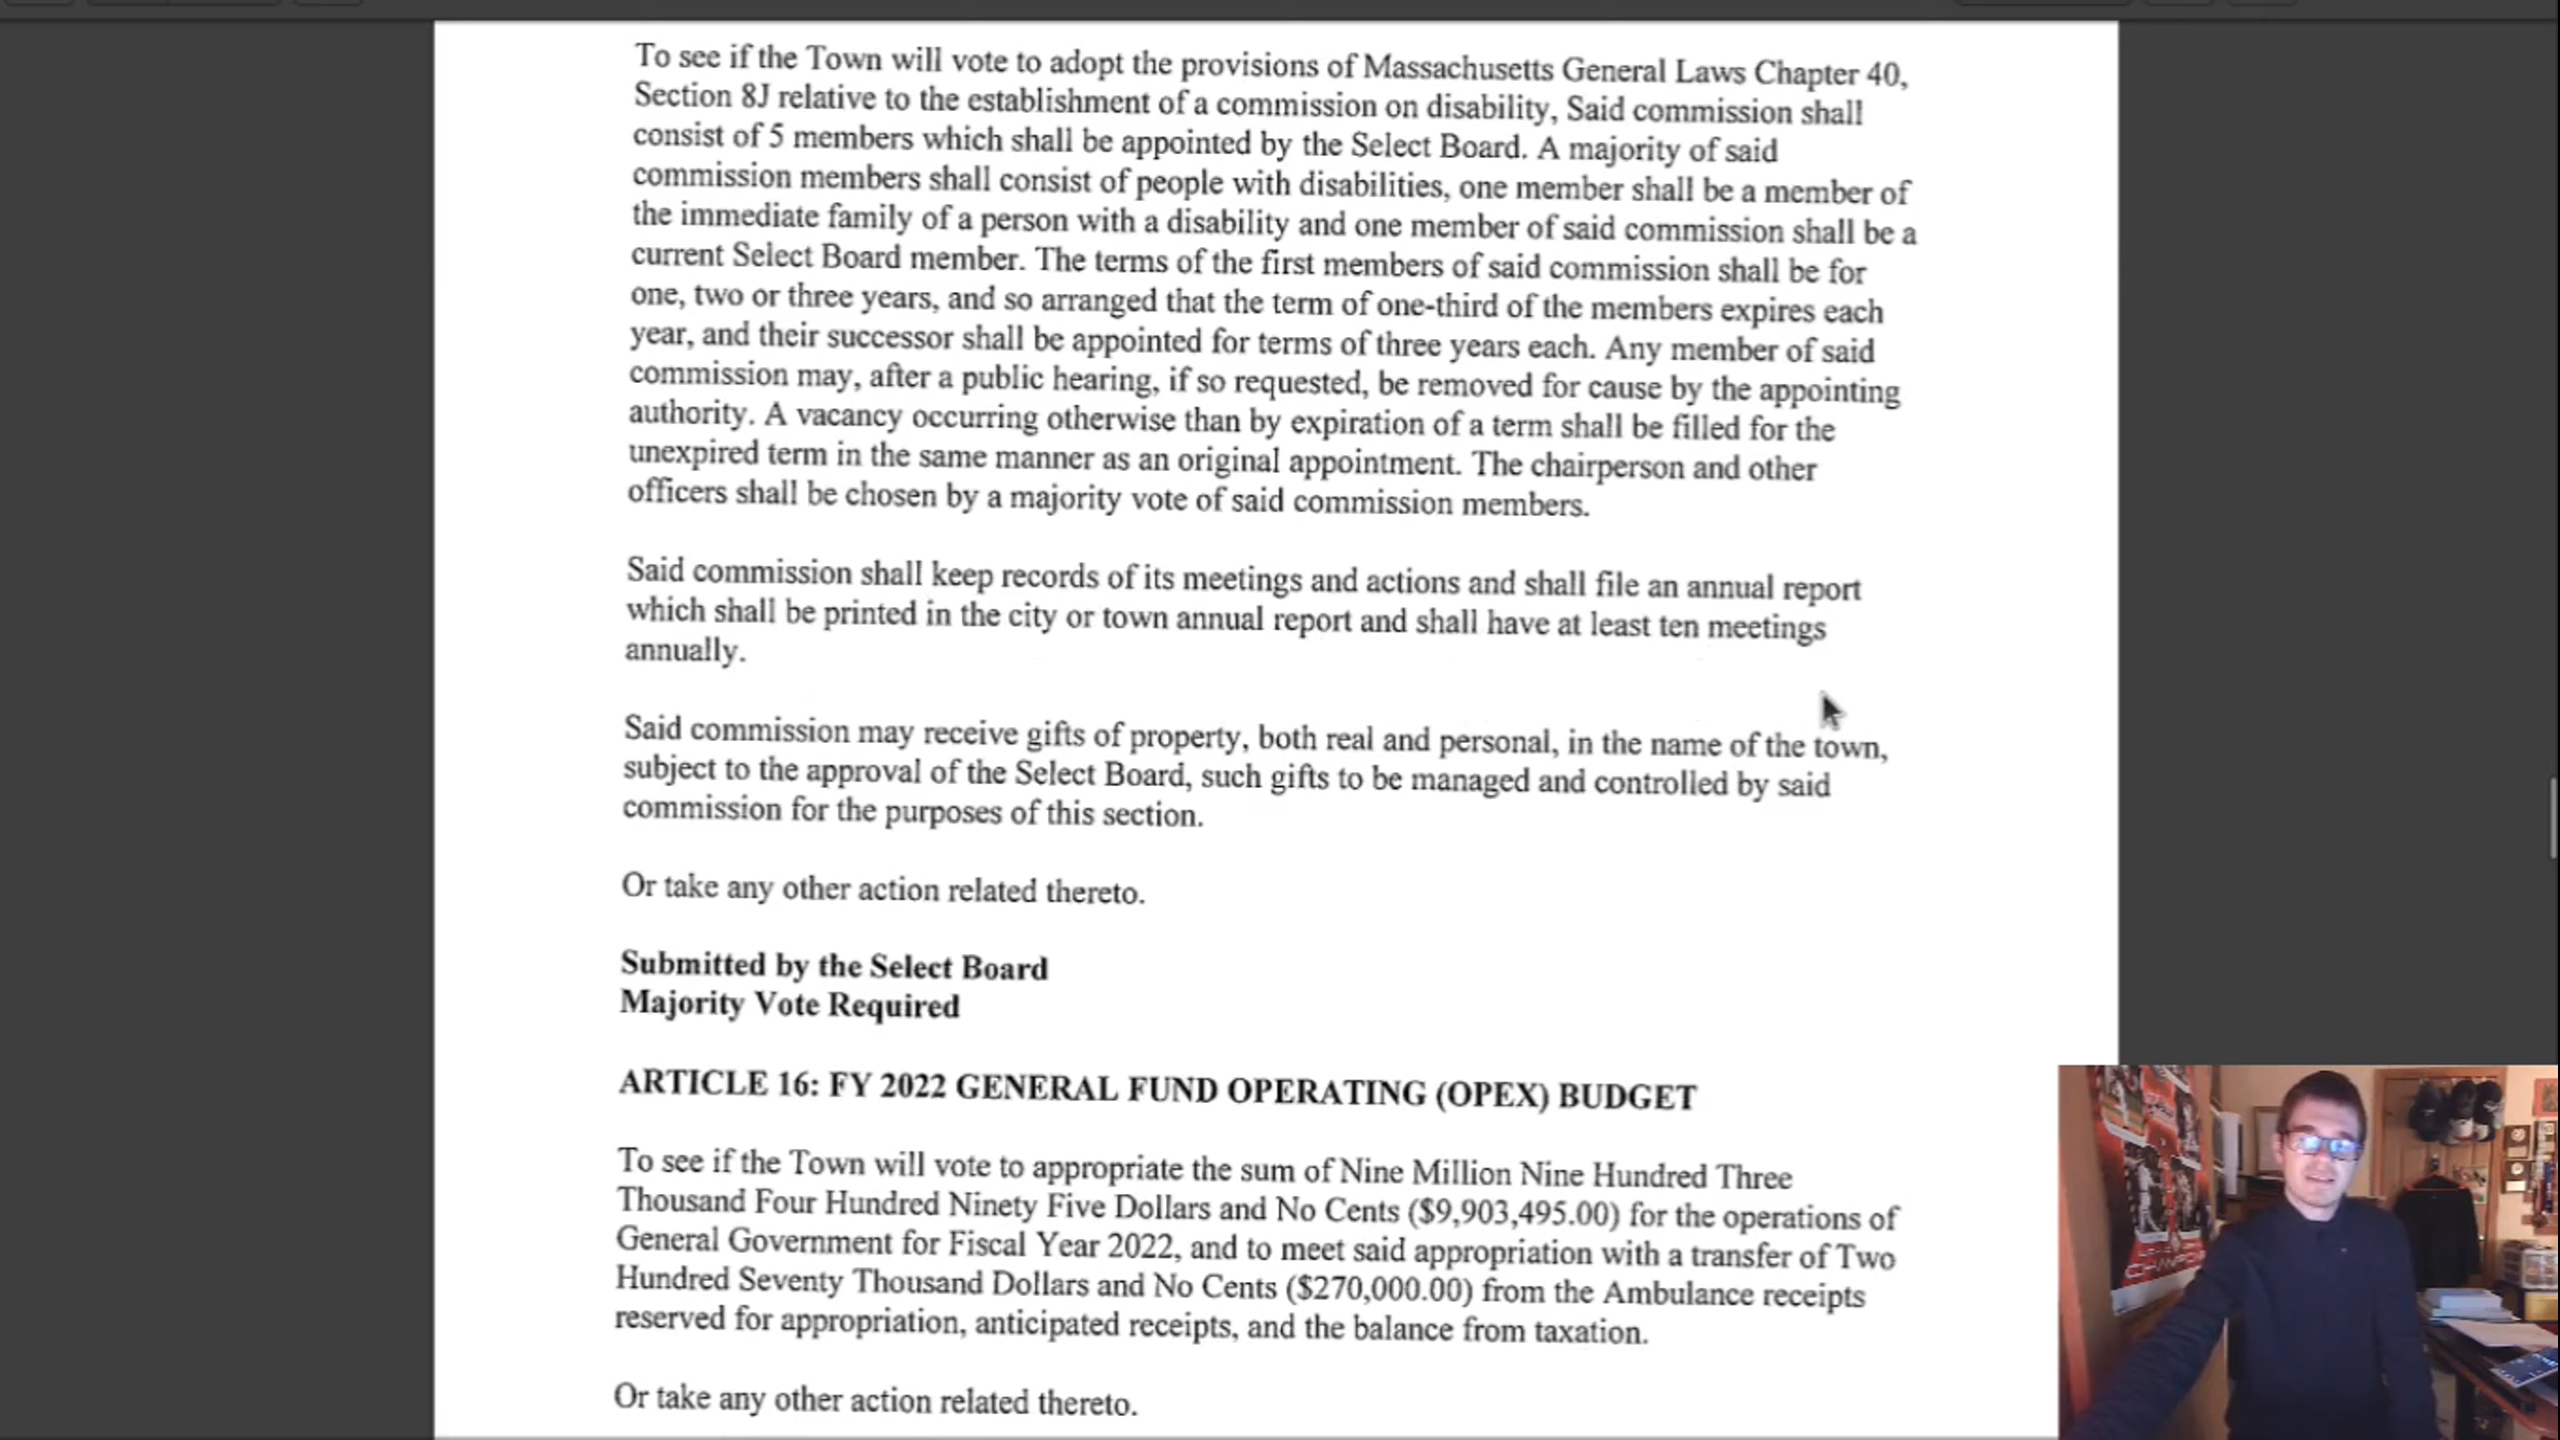 To see if the Town will vote to adopt the provisions of Massachusetts General Laws Chapter 40,
Section 8J relative to the establishment of a commission on disability, Said commission shall
consist of 5 members which shall be appointed by the Select Board. A majority of said
commission members shall consist of people with disabilities, one member shall be a member of
the immediate family of a person with a disability and one member of said commission shall be a
current Select Board member. The terms of the first members of said commission shall be for
one, two or three years, and so arranged that the term of one-third of the members expires each
year, and their successor shall be appointed for terms of three years each. Any member of said
commission may, after a public hearing, if so requested, be removed for cause by the appointing
authority. A vacancy occurring otherwise than by expiration of a term shall be filled for the
unexpired term in the same manner as an original appointment. The chairperson and other
officers shall be chosen by a majority vote of said commission members.
Said commission shall keep records of its meetings and actions and shall file an annual report
which shall be printed in the city or town annual report and shall have at least ten meetings
annually.
Said commission may receive gifts of property, both real and personal, in the name of the town,
subject to the approval of the Select Board, such gifts to be managed and controlled by said
commission for the purposes of this section.
Or take any other action related thereto.
Submitted by the Select Board
Majority Vote Required
ARTICLE 16: FY 2022 GENERAL FUND OPERATING (OPEX) BUDGET
To see if the Town will vote to appropriate the sum of Nine Million Nine Hundred Three
Thousand Four Hundred Ninety Five Dollars and No Cents ($9,903,495.00) for the operations of
General Government for Fiscal Year 2022, and to meet said appropriation with a transfer of Two
Hundred Seventy Thousand Dollars and No Cents ($270,000.00) from the Ambulance receipts
reserved for appropriation, anticipated receipts, and the balance from taxation.
Or take any other action related thereto.